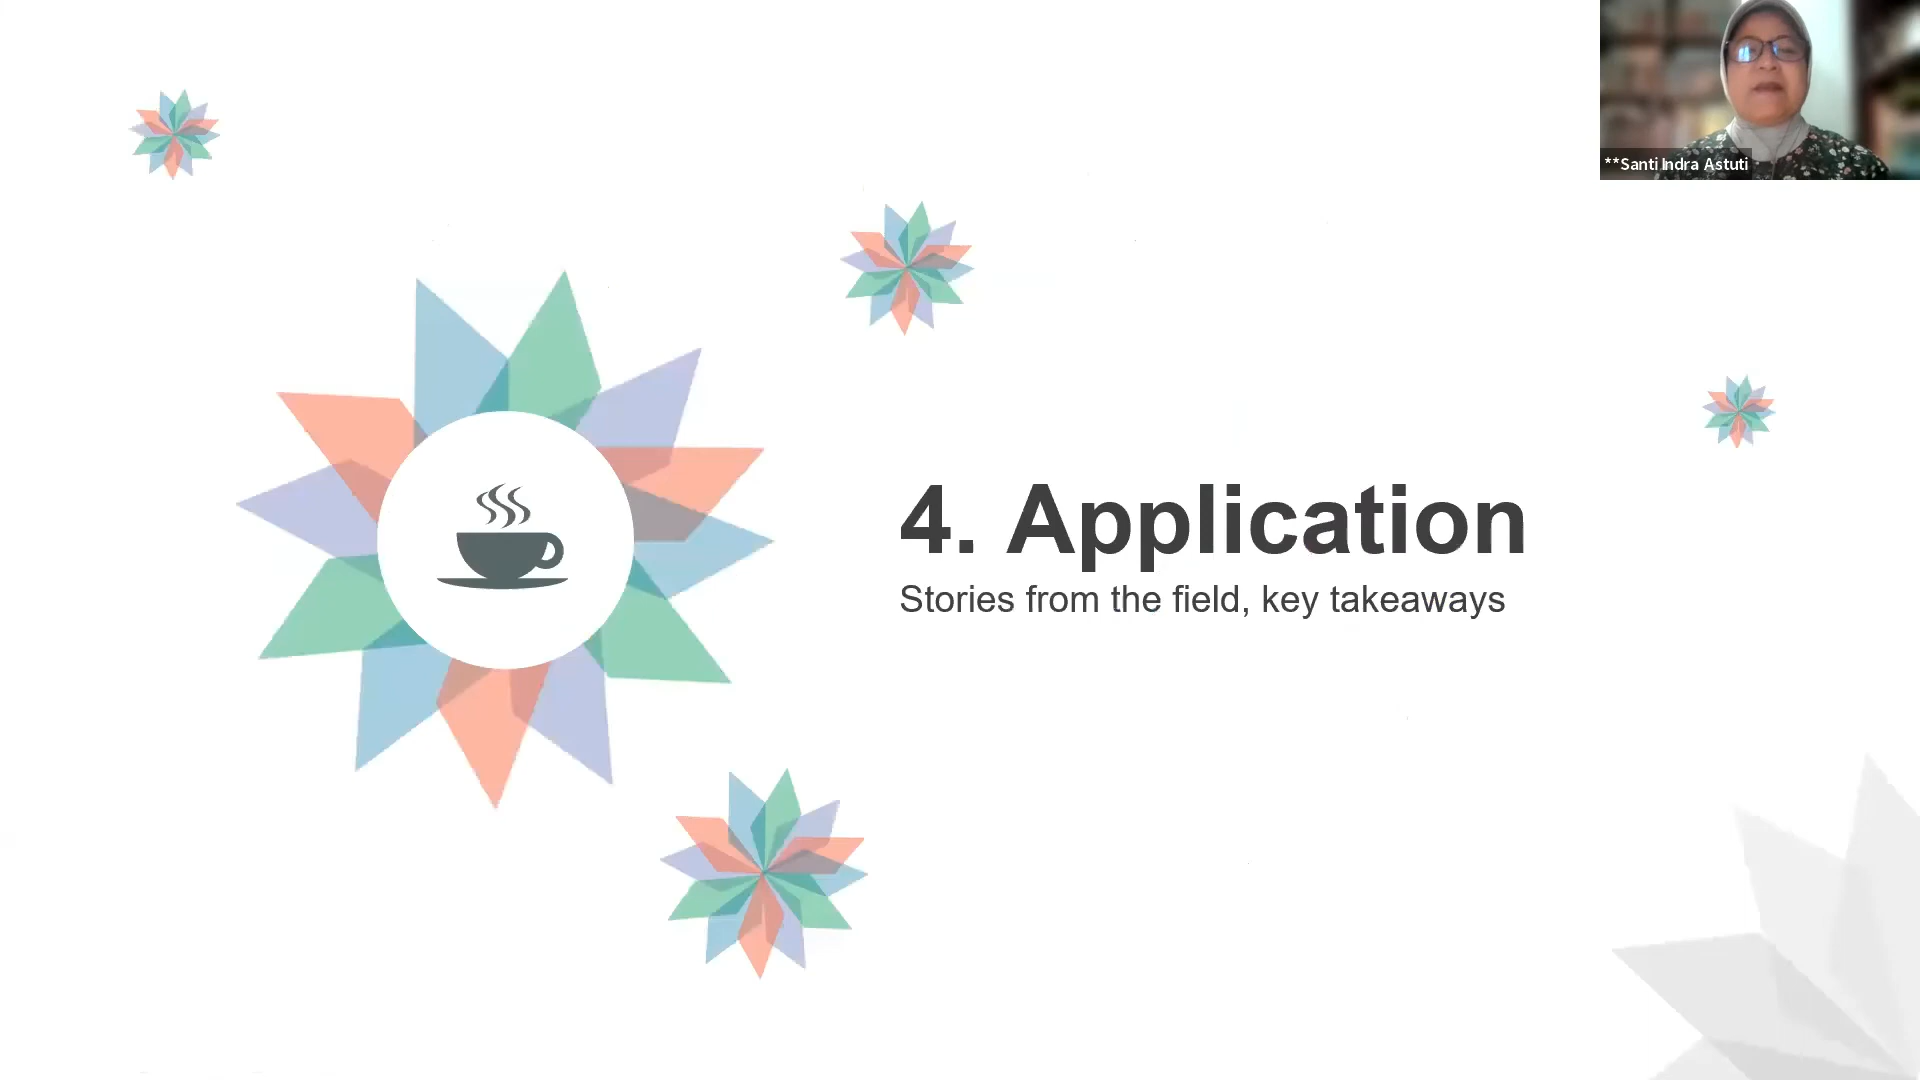 **Santi Indra Astuti
4. Application
Stories from the field, key takeaways